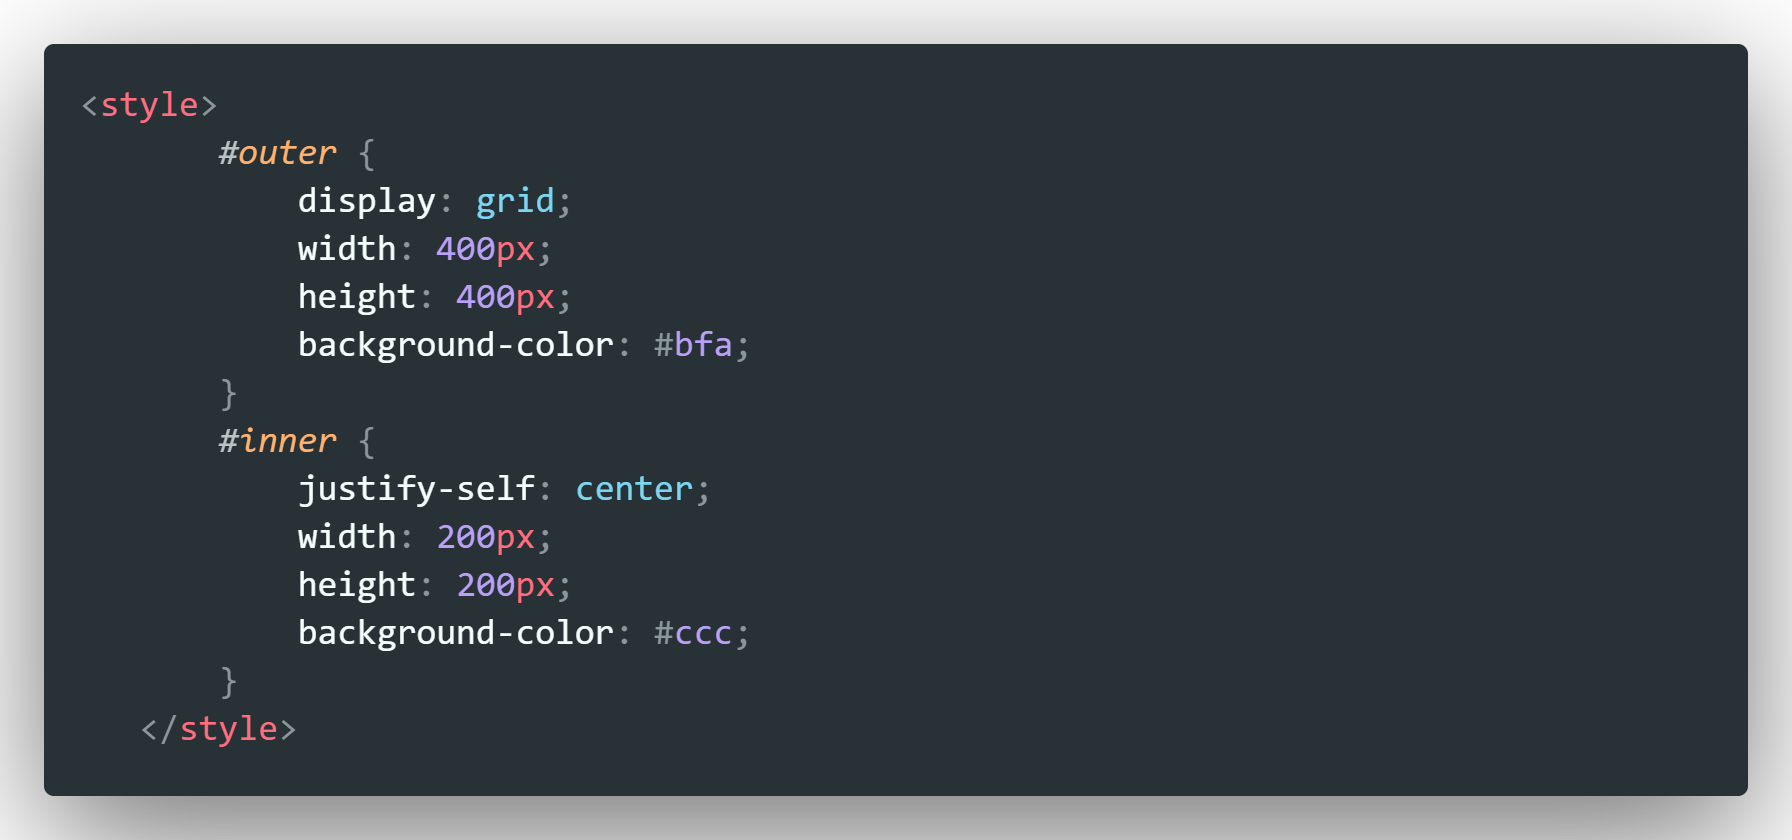 <style>
#outer {
display: grid;
width: 400px;
height: 400px;
background-color: #bfa;
}
#inner {
justify-self: center;
width: 200px;
height: 200px;
background-color: #ccc;
}
</style>